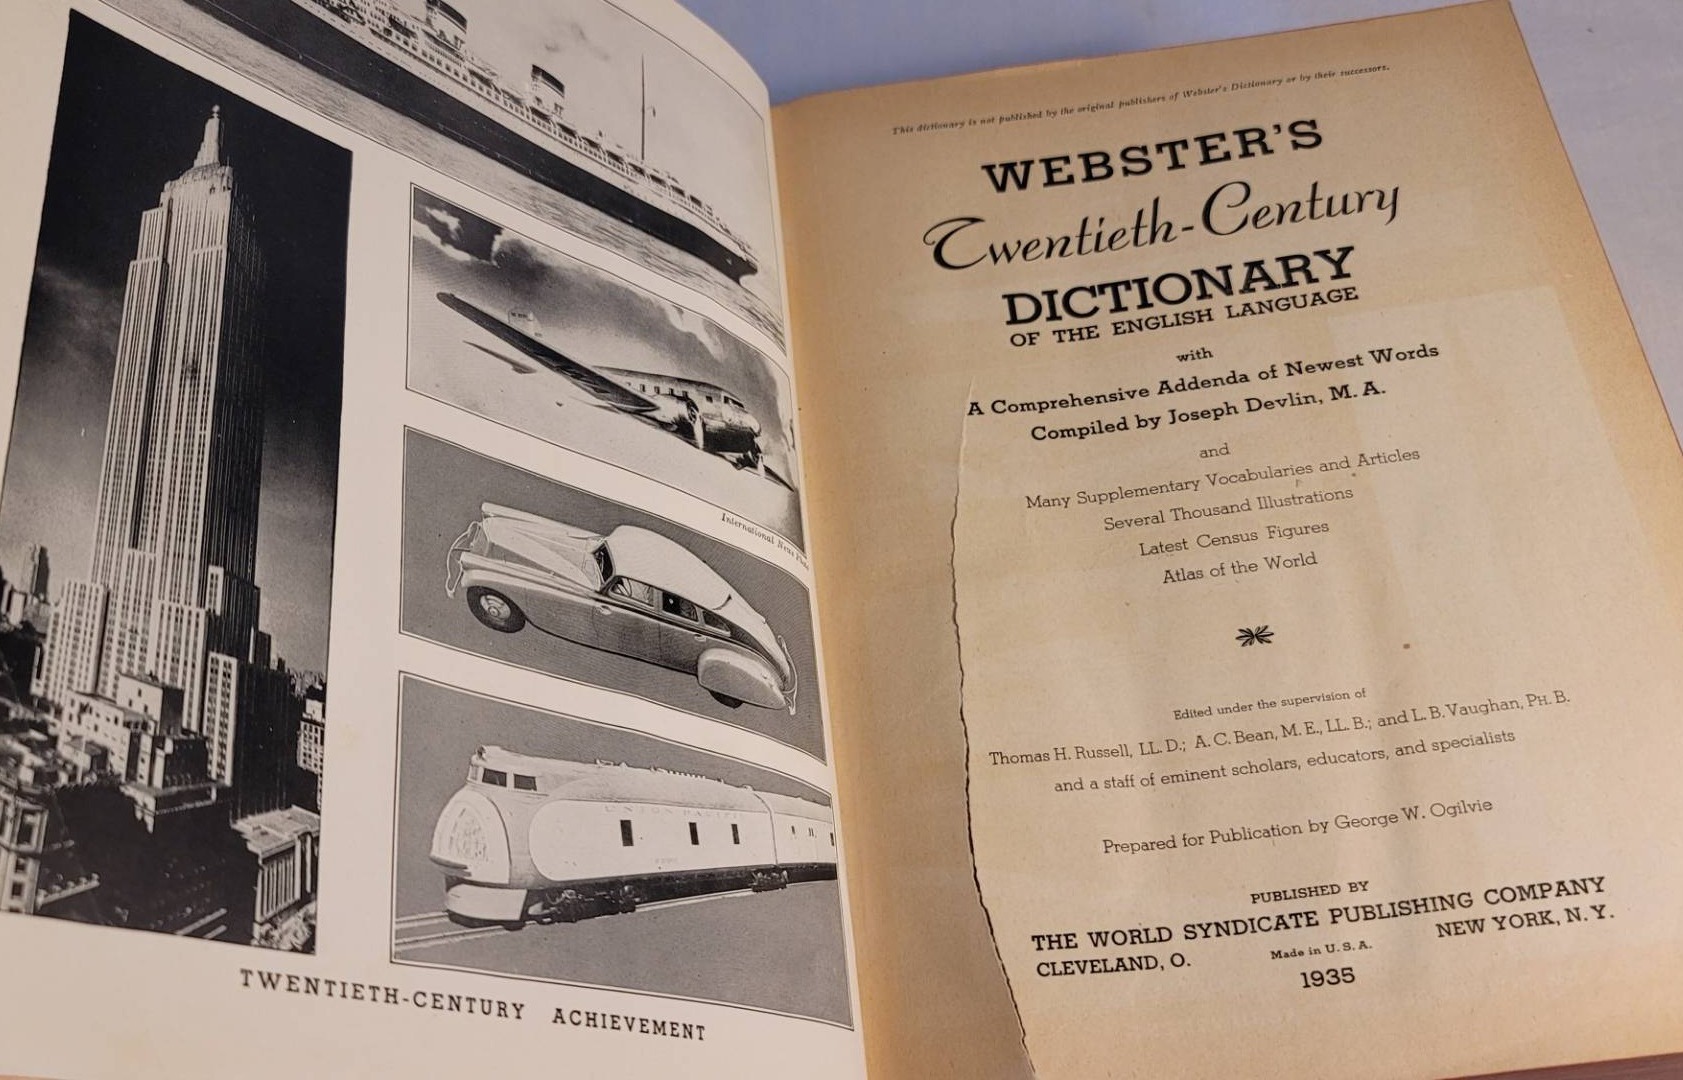 International News Photo
UNION PACIFIC
TWENTIETH-CENTURY ACHIEVEMENT
This dictionary is not published by the original publishers of Webster's Dictionary or by their successors.
WEBSTER'S
Twentieth-Century
DICTIONARY
OF THE ENGLISH LANGUAGE
with
A Comprehensive Addenda of Newest Words
Compiled by Joseph Devlin, M. A.
and
Many Supplementary Vocabularies and Articles
Several Thousand Illustrations
Latest Census Figures
Atlas of the World
Edited under the supervision of
Thomas H. Russell, LL. D.; A. C. Bean, M. E., LL. B.; and L. B. Vaughan, PH. B.
and a staff of eminent scholars, educators, and specialists
Prepared for Publication by George W. Ogilvie
PUBLISHED BY
THE WORLD SYNDICATE PUBLISHING COMPANY
CLEVELAND, O. Made in U. S. A. NEW YORK, N. Y.
1935